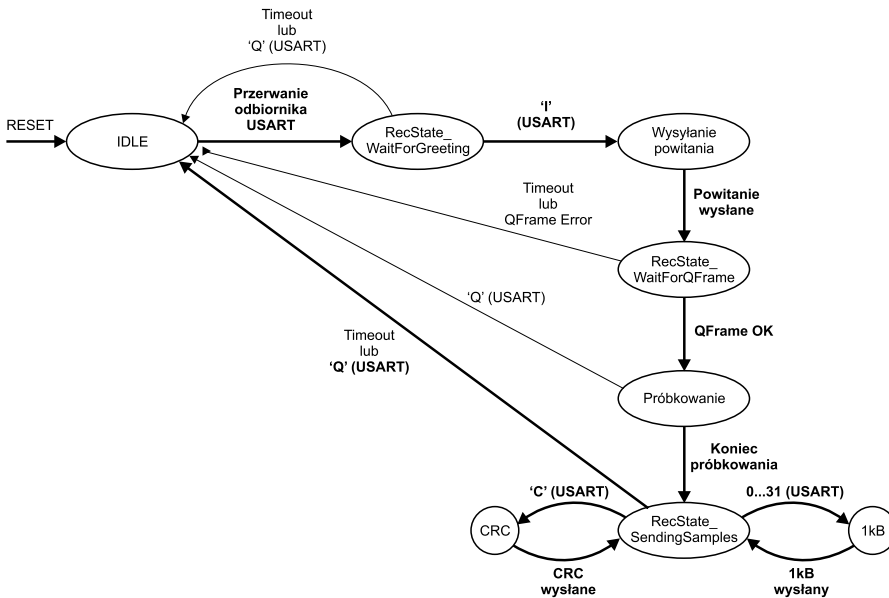 Timeout
lub
‘Q’ (USART)
Przerwanie
odbiornika
USART
‘I’
(USART)
RESET
IDLE
RecState_
WaitForGreeting
Wysyłanie
powitania
Timeout
lub
QFrame Error
Powitanie
wysłane
RecState_
WaitForQFrame
‘Q’ (USART)
QFrame OK
Timeout
lub
‘Q’ (USART)
Próbkowanie
Koniec
próbkowania
‘C’ (USART)
0...31 (USART)
CRC
RecState_
SendingSamples
1kB
CRC
wysłane
1kB
wysłany